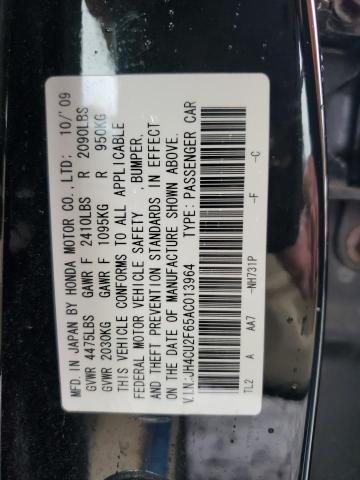 MFD. IN JAPAN BY HONDA MOTOR CO., LTD: 10/'09
GVWR 4475LBS GAWR F 2410LBS R 2090LBS
GVWR 2030KG GAWR F 1095KG R 950KG
THIS VEHICLE CONFORMS TO ALL APPLICABLE
FEDERAL MOTOR VEHICLE SAFETY , BUMPER,
AND THEFT PREVENTION STANDARDS IN EFFECT
ON THE DATE OF MANUFACTURE SHOWN ABOVE.
V.I.N.:JH4CU2F65AC013964 TYPE: PASSENGER CAR
TL2 A AA7 -NH731P -F -C